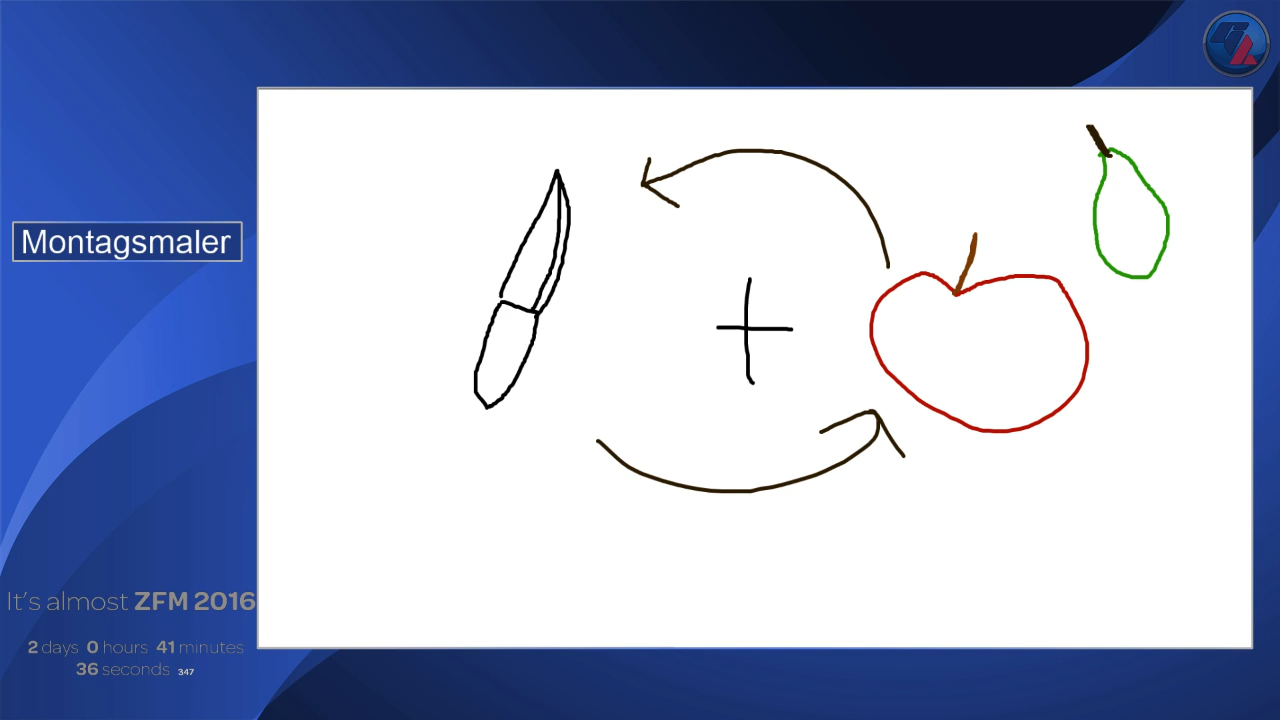 Montagsmaler
It's almost ZFM 2016
2 days 0 hours 41 minutes
36 seconds 347